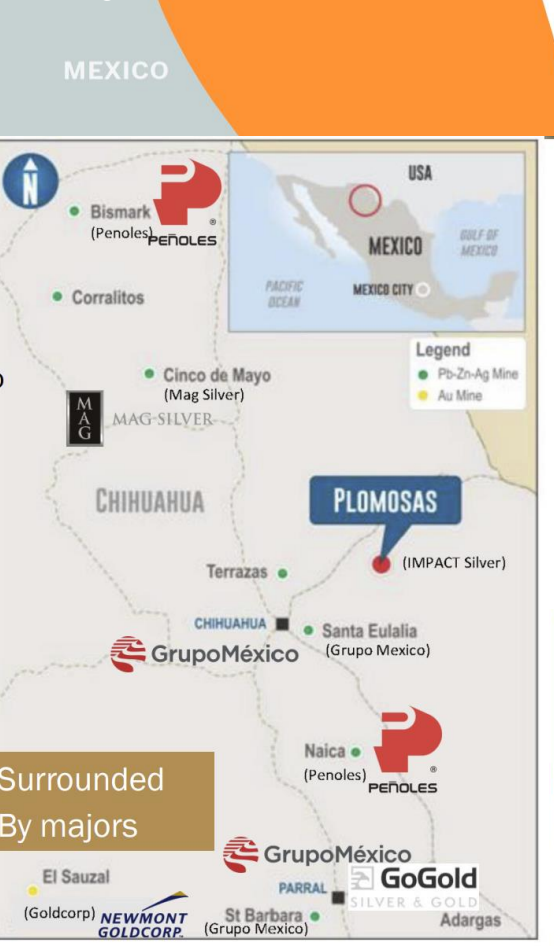 MEXICO
N
USA
Bismark
(Penoles)
PEÑOLES
®
MEXICO
GULF OF
MEXICO
PACIFIC
OCEAN
MEXICO CITY
Corralitos
Legend
Pb-Zn-Ag Mine
Au Mine
Cinco de Mayo
(Mag Silver)
MAG
MAG SILVER
CHIHUAHUA
PLOMOSAS
(IMPACT Silver)
Terrazas
CHIHUAHUA
Santa Eulalia
(Grupo Mexico)
GrupoMéxico
Naica
(Penoles)
PEÑOLES
®
Surrounded
By majors
GrupoMéxico
El Sauzal
(Goldcorp)
NEWMONT
GOLDCORP™
PARRAL
GoGold
SILVER & GOLD
St Barbara
(Grupo Mexico)
Adargas